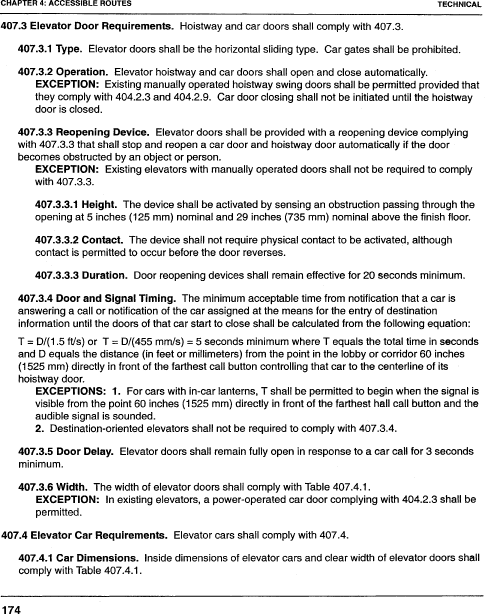 CHAPTER 4: ACCESSIBLE ROUTES TECHNICAL
407.3 Elevator Door Requirements. Hoistway and car doors shall comply with 407.3.
407.3.1 Type. Elevator doors shall be the horizontal sliding type. Car gates shall be prohibited.
407.3.2 Operation. Elevator hoistway and car doors shall open and close automatically.
EXCEPTION: Existing manually operated hoistway swing doors shall be permitted provided that
they comply with 404.2.3 and 404.2.9. Car door closing shall not be initiated until the hoistway
door is closed.
407.3.3 Reopening Device. Elevator doors shall be provided with a reopening device complying
with 407.3.3 that shall stop and reopen a car door and hoistway door automatically if the door
becomes obstructed by an object or person.
EXCEPTION: Existing elevators with manually operated doors shall not be required to comply
with 407.3.3.
407.3.3.1 Height. The device shall be activated by sensing an obstruction passing through the
opening at 5 inches (125 mm) nominal and 29 inches (735 mm) nominal above the finish floor.
407.3.3.2 Contact. The device shall not require physical contact to be activated, although
contact is permitted to occur before the door reverses.
407.3.3.3 Duration. Door reopening devices shall remain effective for 20 seconds minimum.
407.3.4 Door and Signal Timing. The minimum acceptable time from notification that a car is
answering a call or notification of the car assigned at the means for the entry of destination
information until the doors of that car start to close shall be calculated from the following equation:
T = D/(1.5 ft/s) or T = D/(455 mm/s) = 5 seconds minimum where T equals the total time in seconds
and D equals the distance (in feet or millimeters) from the point in the lobby or corridor 60 inches
(1525 mm) directly in front of the farthest call button controlling that car to the centerline of its
hoistway door.
EXCEPTIONS: 1. For cars with in-car lanterns, T shall be permitted to begin when the signal is
visible from the point 60 inches (1525 mm) directly in front of the farthest hall call button and the
audible signal is sounded.
2. Destination-oriented elevators shall not be required to comply with 407.3.4.
407.3.5 Door Delay. Elevator doors shall remain fully open in response to a car call for 3 seconds
minimum.
407.3.6 Width. The width of elevator doors shall comply with Table 407.4.1.
EXCEPTION: In existing elevators, a power-operated car door complying with 404.2.3 shall be
permitted.
407.4 Elevator Car Requirements. Elevator cars shall comply with 407.4.
407.4.1 Car Dimensions. Inside dimensions of elevator cars and clear width of elevator doors shall
comply with Table 407.4.1.
174